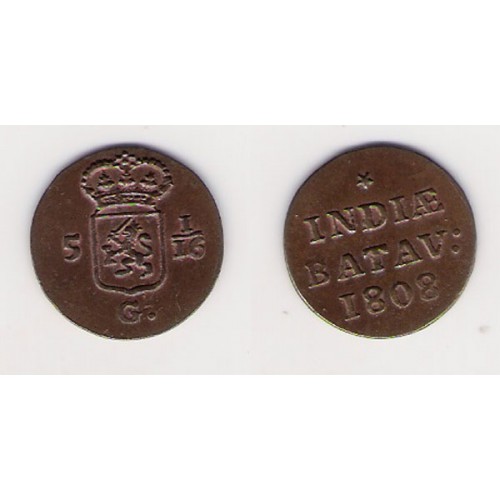 5 1/16
G.
*
INDIÆ
BATAV:
1808